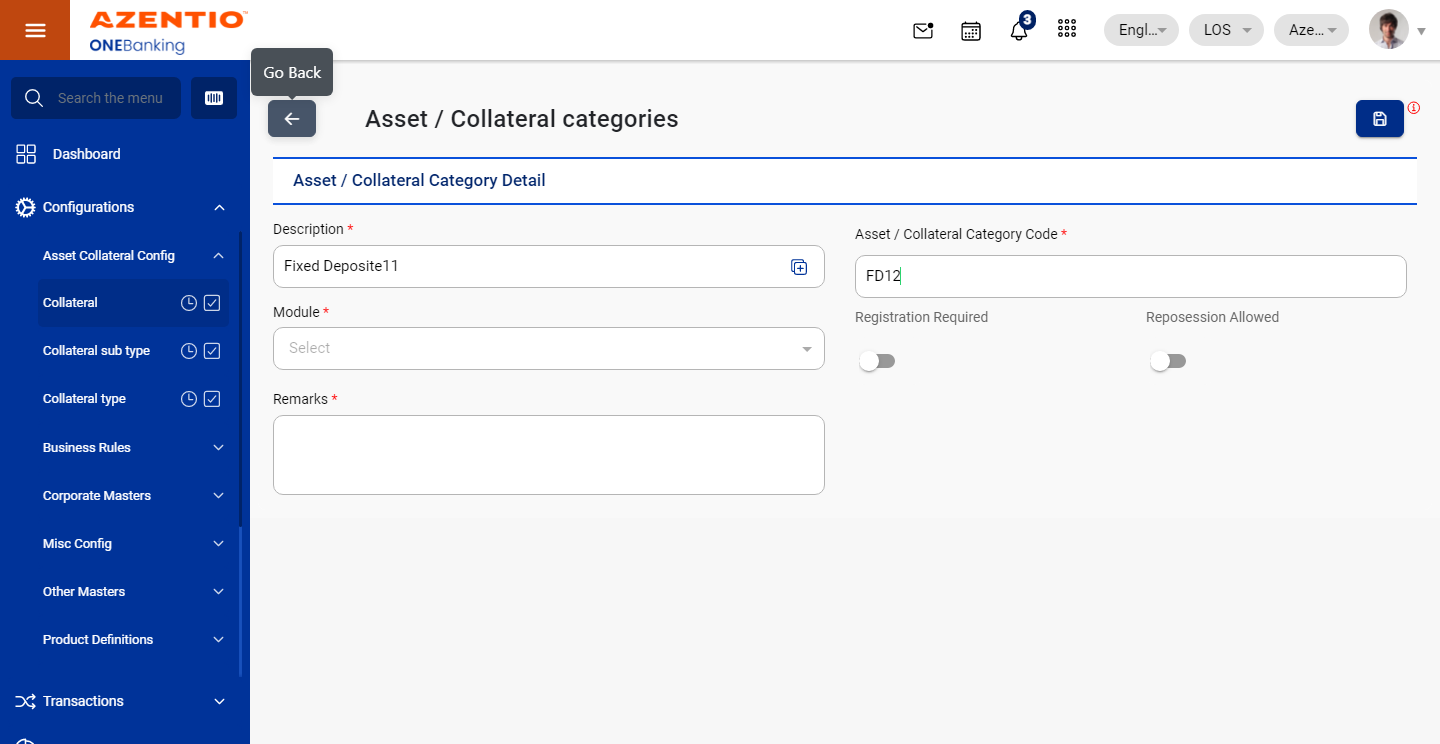 AZENTIO™
ONEBanking
3
Engl...
LOS
Aze...
Go Back
Search the menu
Asset / Collateral categories
Dashboard
Asset / Collateral Category Detail
Configurations
Description *
Asset / Collateral Category Code *
Asset Collateral Config
Fixed Deposite11
FD12
Collateral
Module *
Registration Required
Reposession Allowed
Collateral sub type
Select
Collateral type
Remarks *
Business Rules
Corporate Masters
Misc Config
Other Masters
Product Definitions
Transactions